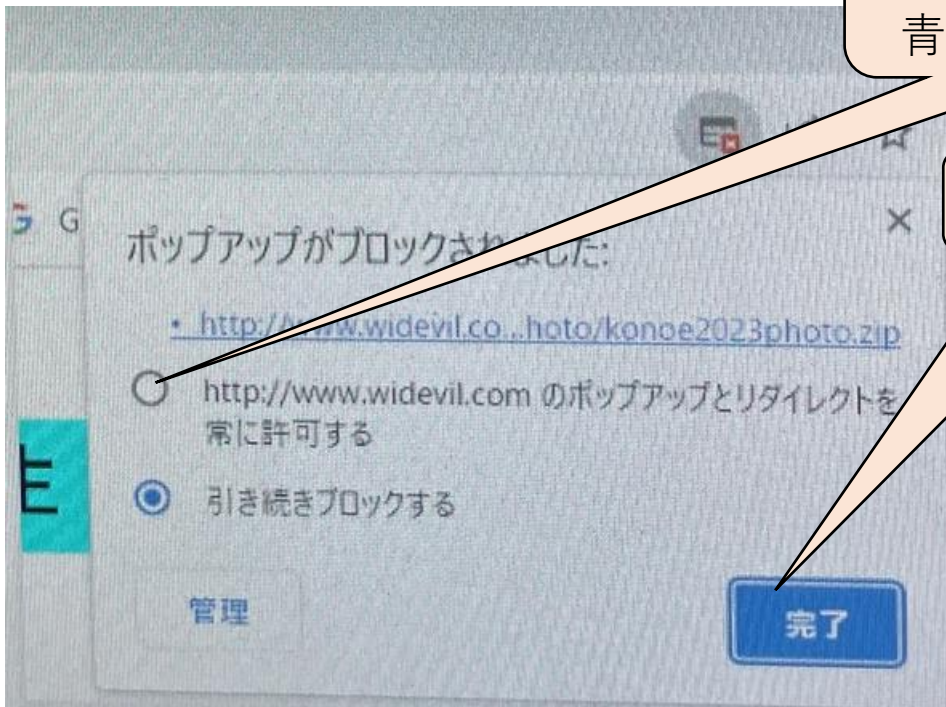 青
G
ポップアップがブロックされました:
• http://www.widevil.co...hoto/konoe2023photo.zip
http://www.widevil.com のポップアップとリダイレクトを
常に許可する
引き続きブロックする
管理
完了